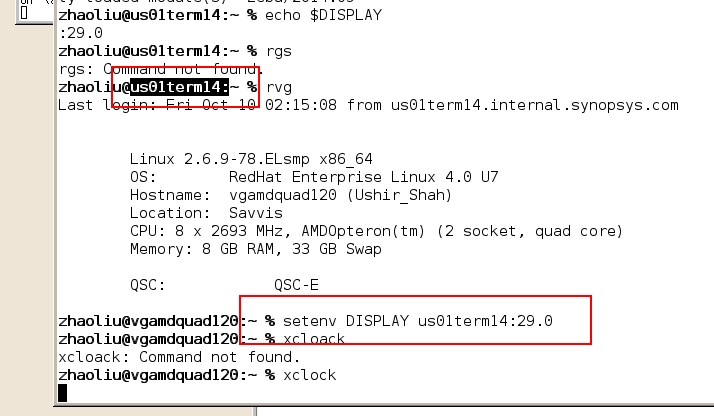 zhaoliu@us01term14:~ % echo $DISPLAY
:29.0
zhaoliu@us01term14:~ % rgs
rgs: Command not found.
zhaoliu@us01term14:~ % rvg
Last login: Fri Oct 10 02:15:08 from us01term14.internal.synopsys.com
Linux 2.6.9-78.ELsmp x86_64
OS: RedHat Enterprise Linux 4.0 U7
Hostname: vgamdquad120 (Ushir_Shah)
Location: Savvis
CPU: 8 x 2693 MHz, AMDOpteron(tm) (2 socket, quad core)
Memory: 8 GB RAM, 33 GB Swap
QSC: QSC-E
zhaoliu@vgamdquad120:~ % setenv DISPLAY us01term14:29.0
zhaoliu@vgamdquad120:~ % xcloack
xcloack: Command not found.
zhaoliu@vgamdquad120:~ % xclock